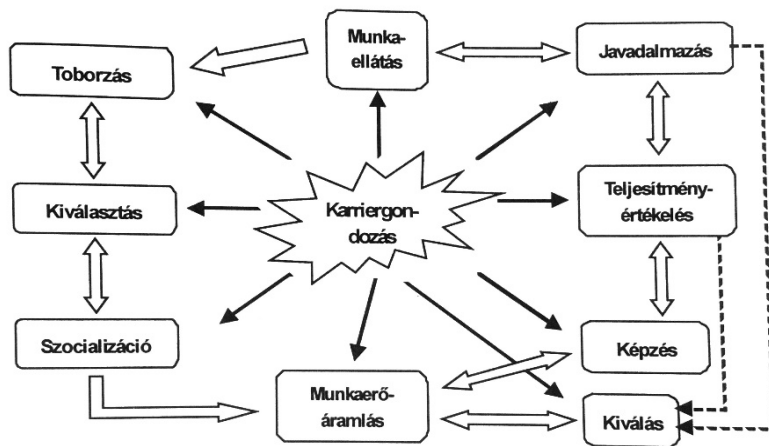 Munka-
ellátás
Javadalmazás
Toborzás
Kiválasztás
Karriergon-
dozás
Teljesítmény-
értékelés
Szocializáció
Képzés
Munkaerő-
áramlás
Kiválás